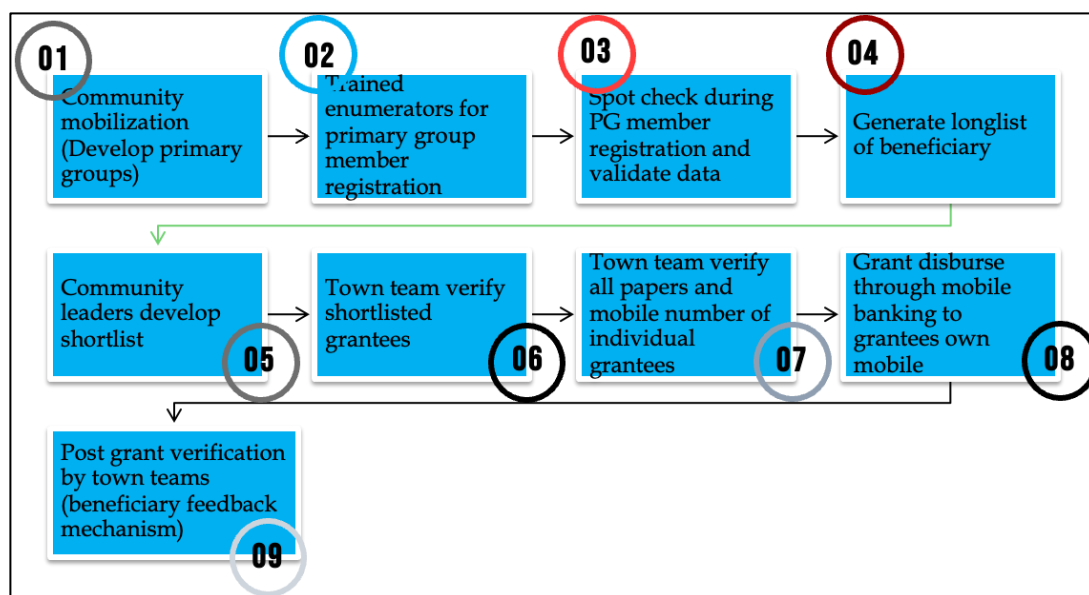 01
Community
mobilization
(Develop primary
groups)
02
Trained
enumerators for
primary group
member
registration
03
Spot check during
PG member
registration and
validate data
04
Generate longlist
of beneficiary
Community
leaders develop
shortlist
05
Town team verify
shortlisted
grantees
06
Town team verify
all papers and
mobile number of
individual
grantees
07
Grant disburse
through mobile
banking to
grantees own
mobile
08
Post grant verification
by town teams
(beneficiary feedback
mechanism)
09